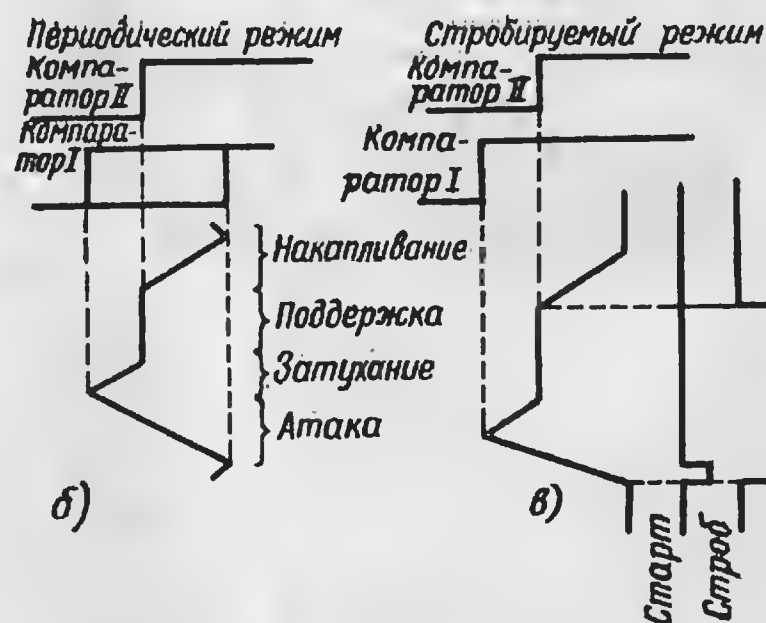 Периодический режим
Компа-
ратор II
Компара-
тор I
Накапливание
Поддержка
Затухание
Атака
б)
Стробируемый режим
Компа-
ратор II
Компа-
ратор I
в)
Старт
Строб